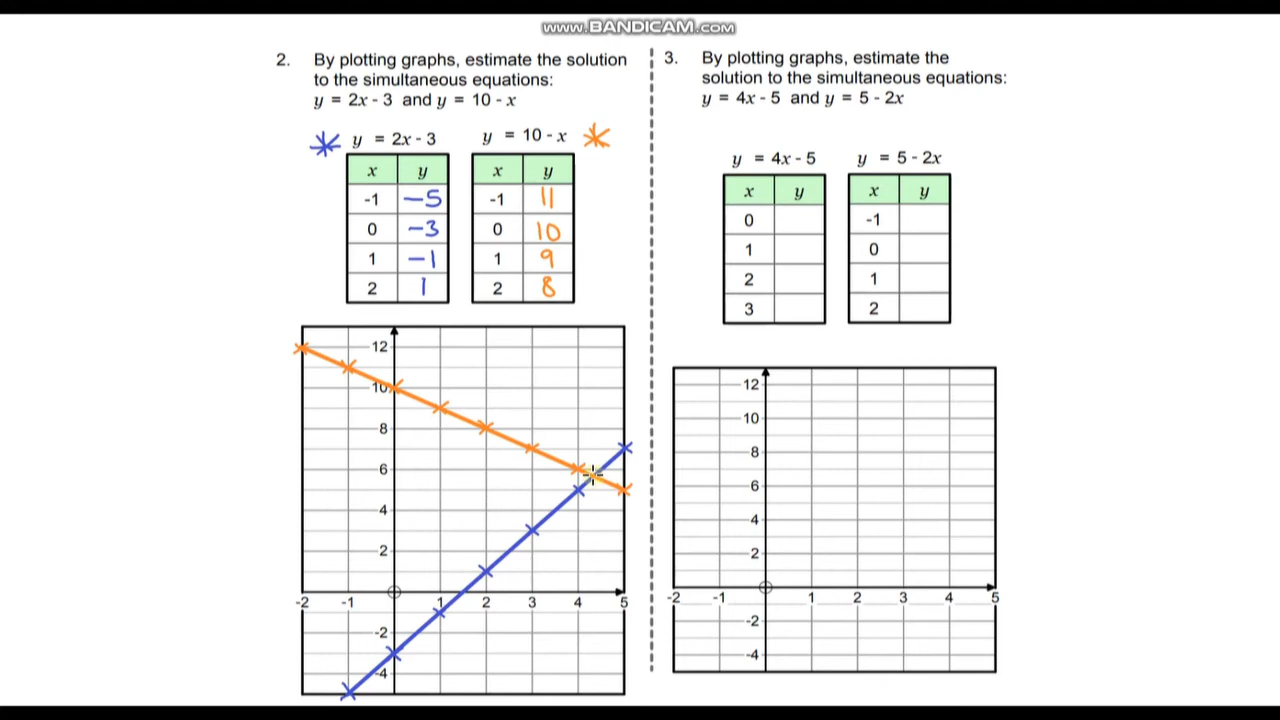 www.BANDICAM.com
2. By plotting graphs, estimate the solution
to the simultaneous equations:
y = 2x - 3 and y = 10 - x
y = 2x - 3
x y
-1 -5
0 -3
1 -1
2 1
y = 10 - x
x y
-1 11
0 10
1 9
2 8
12
10
8
6
4
2
-2 -1 1 2 3 4 5
-2
-4
3. By plotting graphs, estimate the
solution to the simultaneous equations:
y = 4x - 5 and y = 5 - 2x
y = 4x - 5
x y
0
1
2
3
y = 5 - 2x
x y
-1
0
1
2
12
10
8
6
4
2
-2 -1 1 2 3 4 5
-2
-4